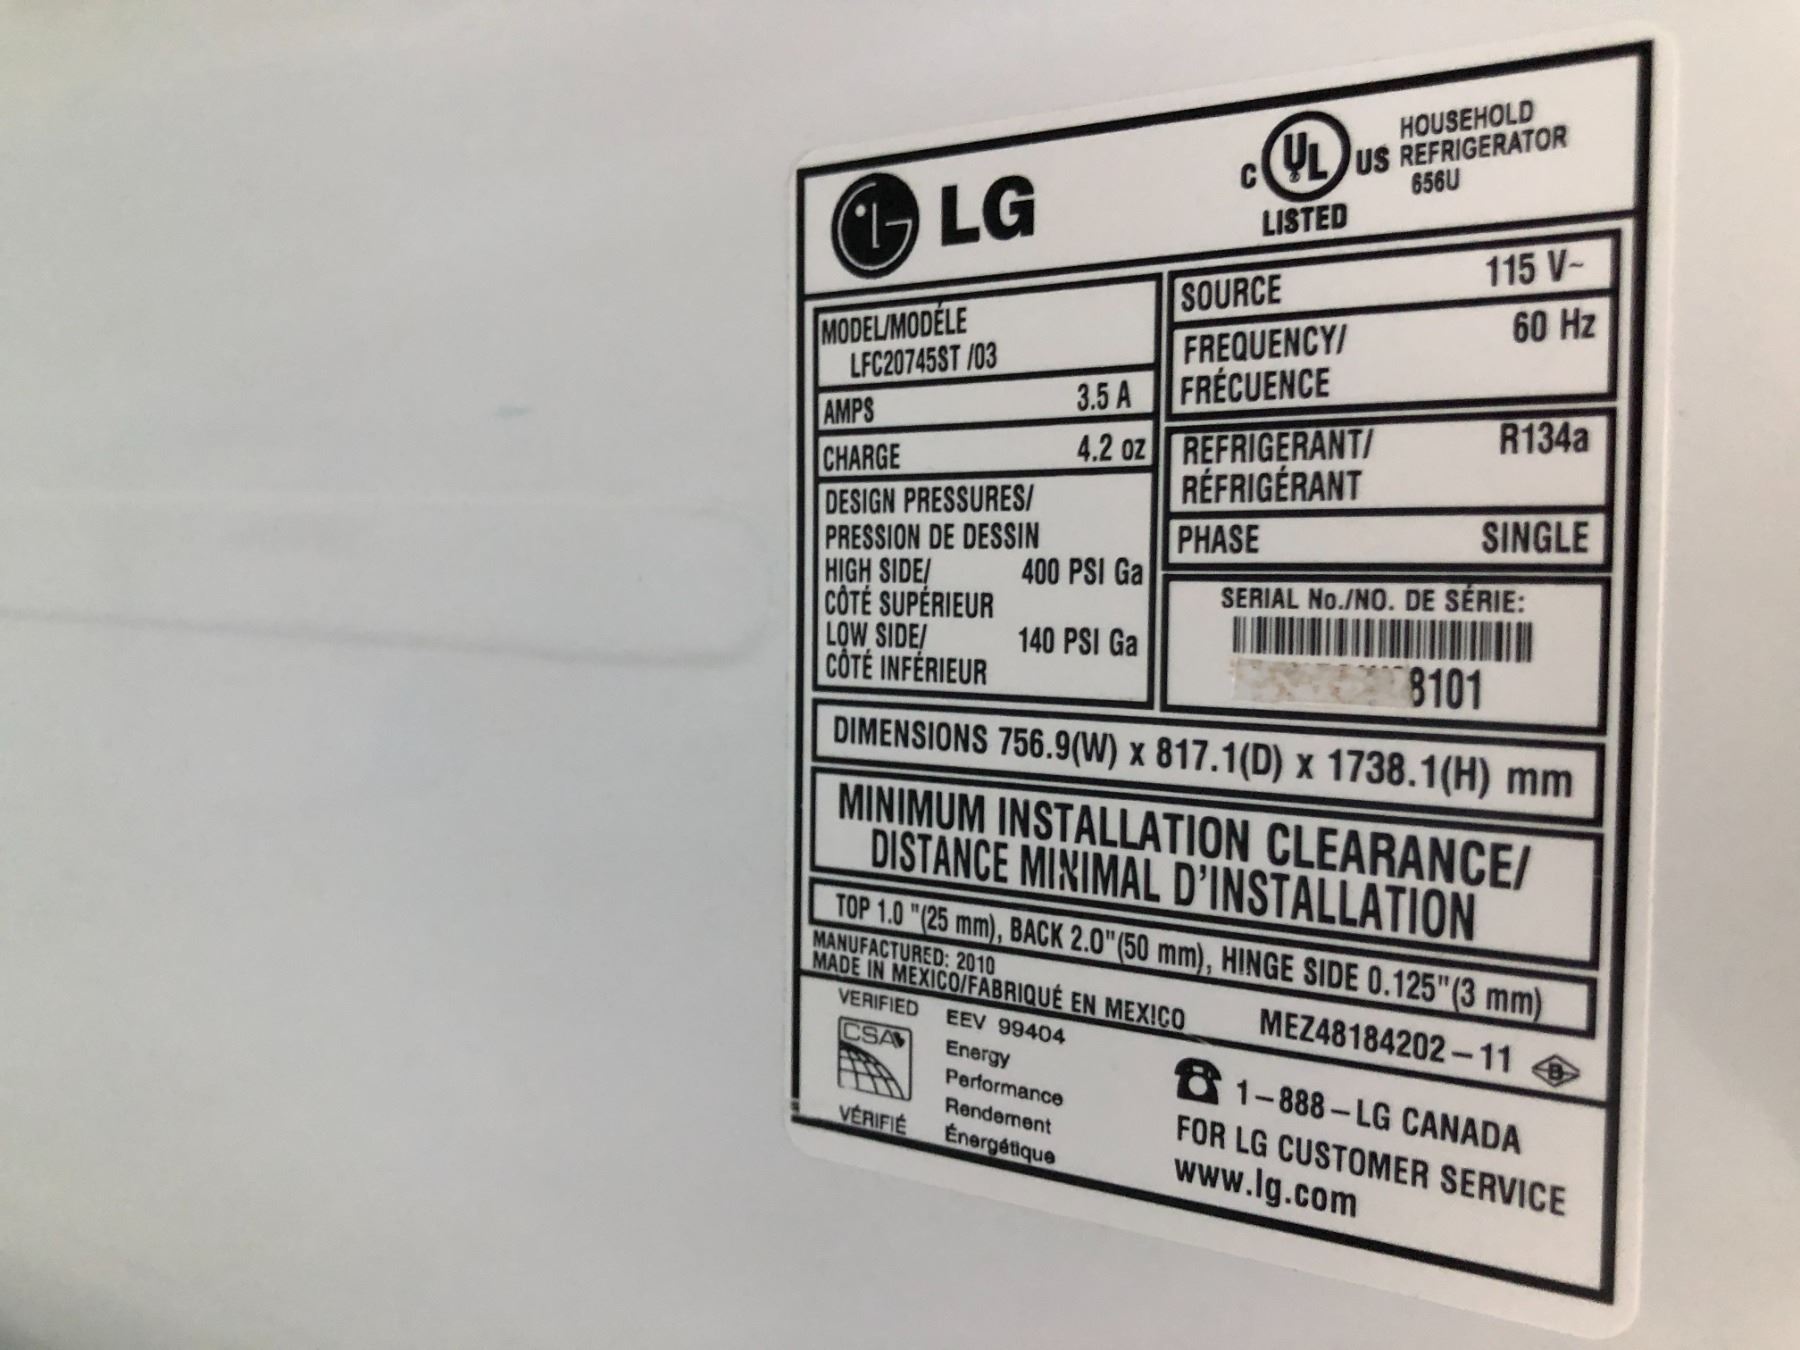 LG
C UL US LISTED
HOUSEHOLD
REFRIGERATOR
656U
MODEL/MODÉLE
LFC20745ST /03
AMPS 3.5 A
CHARGE 4.2 oz
DESIGN PRESSURES/
PRESSION DE DESSIN
HIGH SIDE/ 400 PSI Ga
CÔTÉ SUPÉRIEUR
LOW SIDE/ 140 PSI Ga
CÔTÉ INFÉRIEUR
SOURCE 115 V~
FREQUENCY/ 60 Hz
FRÉCUENCE
REFRIGERANT/ R134a
RÉFRIGÉRANT
PHASE SINGLE
SERIAL No./NO. DE SÉRIE:
8101
DIMENSIONS 756.9(W) x 817.1(D) x 1738.1(H) mm
MINIMUM INSTALLATION CLEARANCE/
DISTANCE MINIMAL D'INSTALLATION
TOP 1.0 "(25 mm), BACK 2.0"(50 mm), HINGE SIDE 0.125"(3 mm)
MANUFACTURED: 2010
MADE IN MEXICO/FABRIQUÉ EN MEXICO
MEZ48184202-11 B
VERIFIED
CSA
VÉRIFIÉ
EEV 99404
Energy
Performance
Rendement
Énergétique
1-888-LG CANADA
FOR LG CUSTOMER SERVICE
www.lg.com